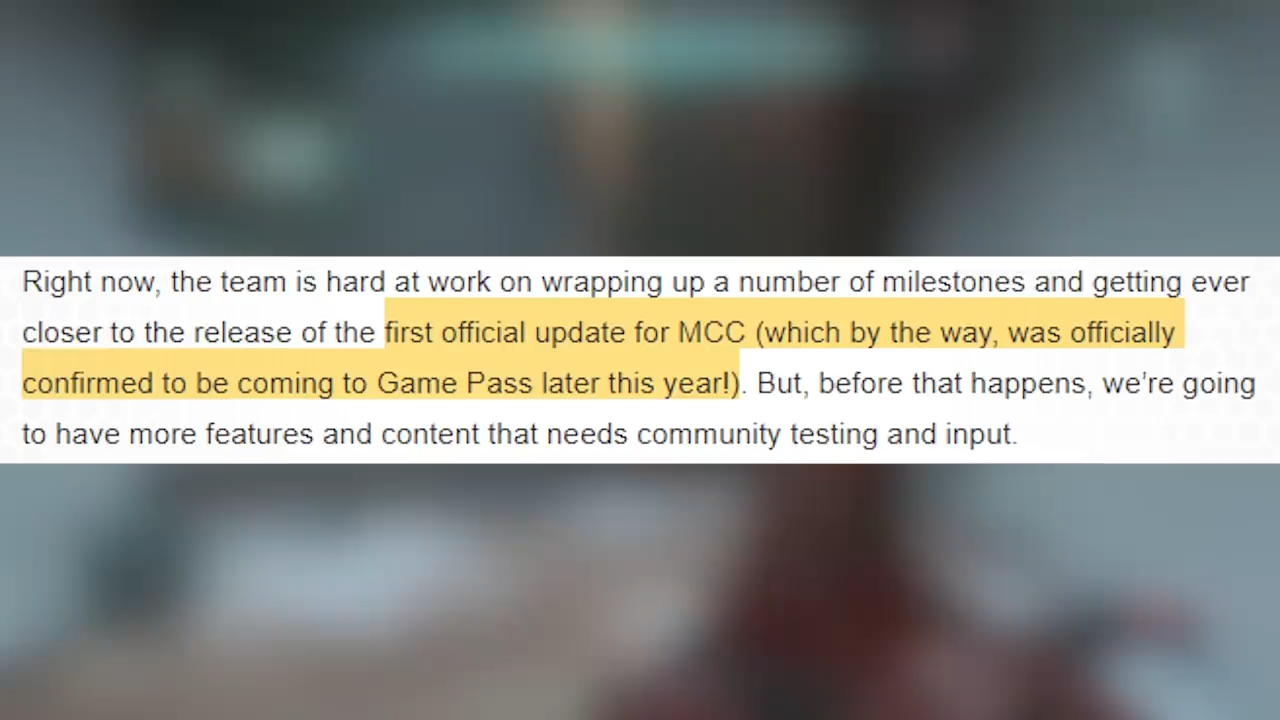 Right now, the team is hard at work on wrapping up a number of milestones and getting ever
closer to the release of the first official update for MCC (which by the way, was officially
confirmed to be coming to Game Pass later this year!). But, before that happens, we’re going
to have more features and content that needs community testing and input.